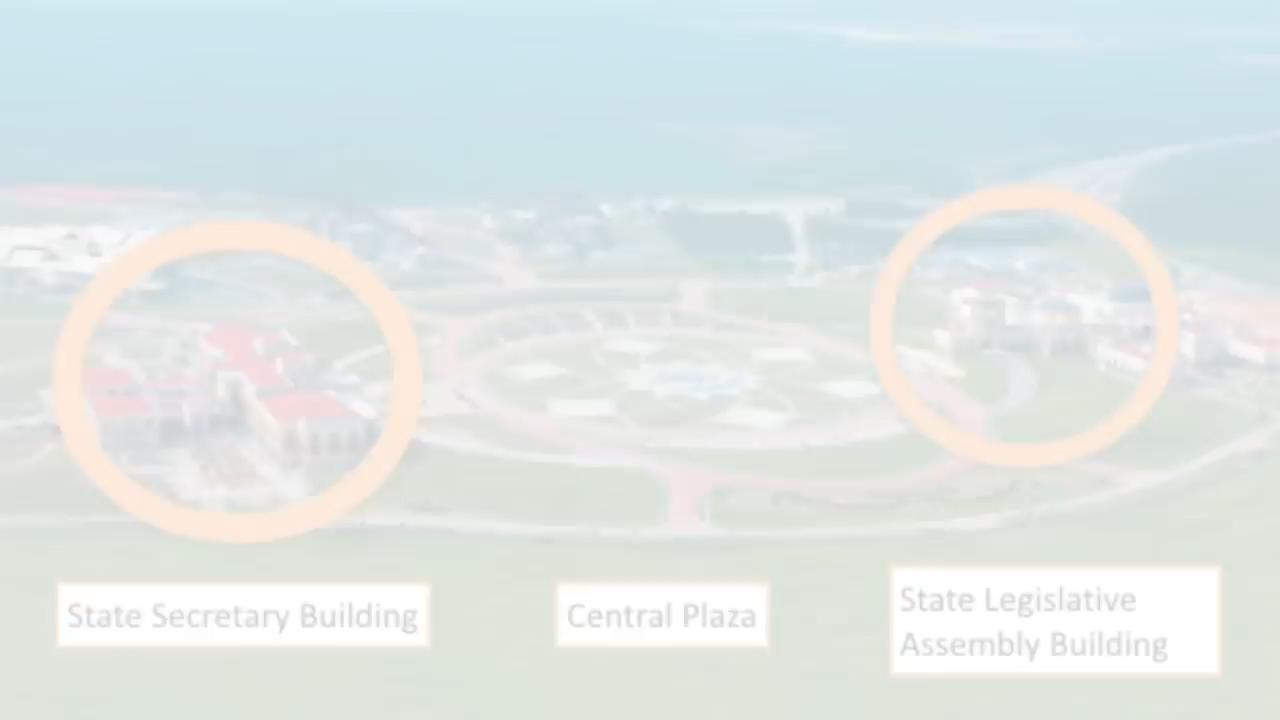 State Secretary Building
Central Plaza
State Legislative
Assembly Building